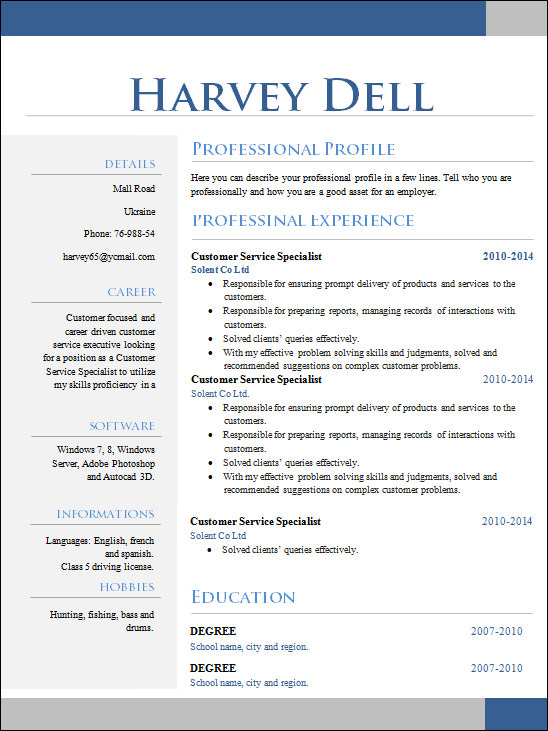 HARVEY DELL
DETAILS
Mall Road
Ukraine
Phone: 76-988-54
harvey65@ycmail.com
CAREER
Customer focused and
career driven customer
service executive looking
for a position as a Customer
Service Specialist to utilize
my skills proficiency in a
SOFTWARE
Windows 7, 8, Windows
Server, Adobe Photoshop
and Autocad 3D.
INFORMATIONS
Languages: English, french
and spanish.
Class 5 driving license.
HOBBIES
Hunting, fishing, bass and
drums.
PROFESSIONAL PROFILE
Here you can describe your professional profile in a few lines. Tell who you are
professionally and how you are a good asset for an employer.
PROFESSINAL EXPERIENCE
Customer Service Specialist 2010-2014
Solent Co Ltd
• Responsible for ensuring prompt delivery of products and services to the
customers.
• Responsible for preparing reports, managing records of interactions with
customers.
• Solved clients' queries effectively.
• With my effective problem solving skills and judgments, solved and
recommended suggestions on complex customer problems.
Customer Service Specialist 2010-2014
Solent Co Ltd.
• Responsible for ensuring prompt delivery of products and services to the
customers.
• Responsible for preparing reports, managing records of interactions with
customers.
• Solved clients' queries effectively.
• With my effective problem solving skills and judgments, solved and
recommended suggestions on complex customer problems.
Customer Service Specialist 2010-2014
Solent Co Ltd
• Solved clients' queries effectively.
EDUCATION
DEGREE 2007-2010
School name, city and region.
DEGREE 2007-2010
School name, city and region.